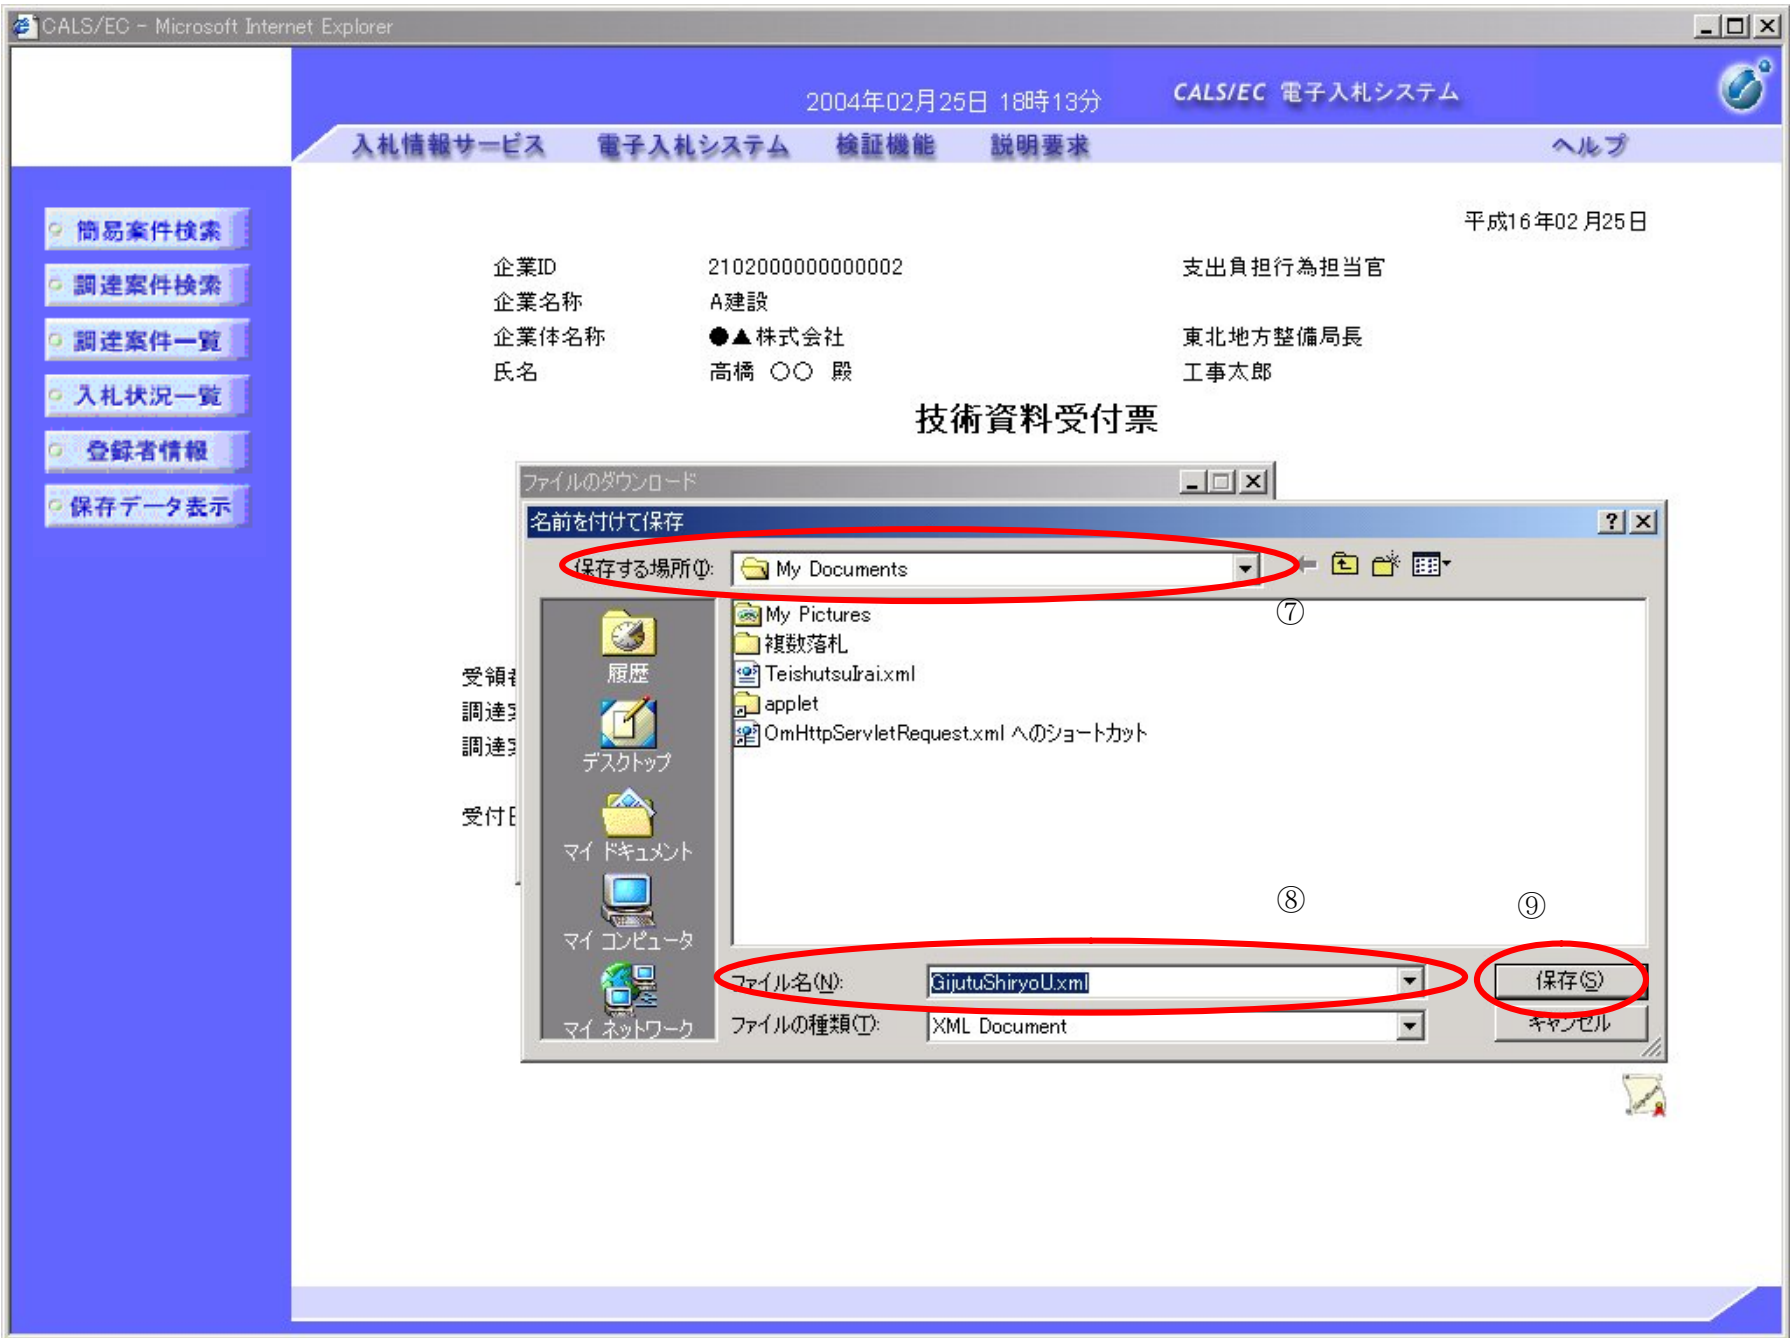 CALS/EC - Microsoft Internet Explorer
2004年02月25日 18時13分
CALS/EC 電子入札システム
入札情報サービス 電子入札システム 検証機能 説明要求 ヘルプ
簡易案件検索
調達案件検索
調達案件一覧
入札状況一覧
登録者情報
保存データ表示
平成16年02月25日
企業ID 2102000000000002 支出負担行為担当官
企業名称 A建設
企業体名称 ●▲株式会社 東北地方整備局長
氏名 高橋 〇〇 殿 工事太郎
技術資料受付票
ファイルのダウンロード
名前を付けて保存
保存する場所(I): My Documents
⑦
My Pictures
複数落札
TeishutsuIrai.xml
applet
OmHttpServletRequest.xml へのショートカット
履歴
デスクトップ
マイ ドキュメント
マイ コンピュータ
マイ ネットワーク
受領
調達
調達
受付
⑧
⑨
ファイル名(N): GijutuShiryoU.xml 保存(S)
ファイルの種類(T): XML Document キャンセル